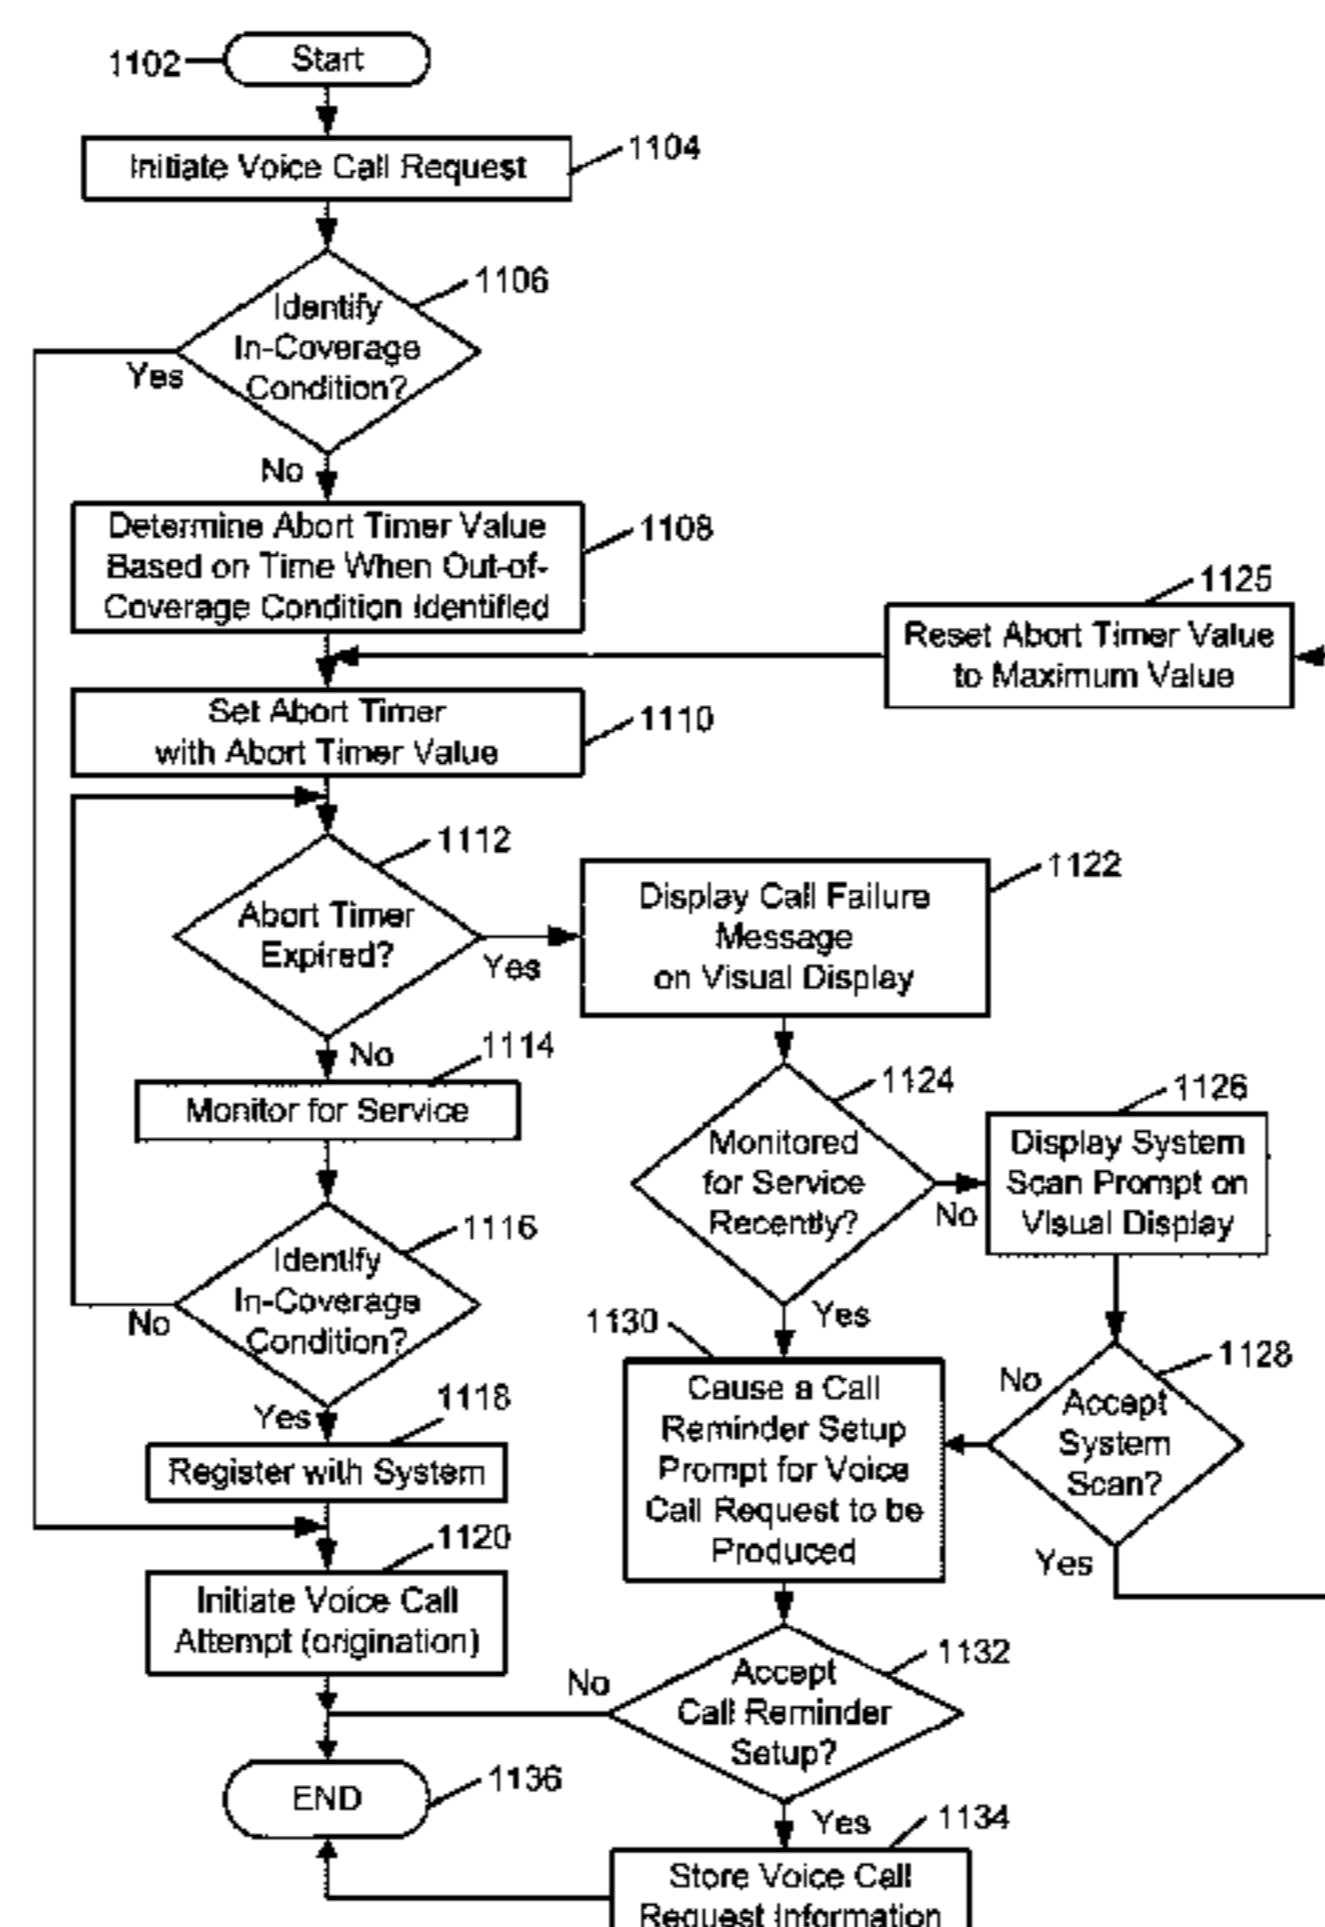 1102
Start
Initiate Voice Call Request
1104
1106
Identify
In-Coverage
Condition?
Yes
No
Determine Abort Timer Value
Based on Time When Out-of-
Coverage Condition Identified
1108
1125
Reset Abort Timer Value
to Maximum Value
Set Abort Timer
with Abort Timer Value
1110
1112
Abort Timer
Expired?
Yes
No
1122
Display Call Failure
Message
on Visual Display
1114
Monitor for Service
1124
Monitored
for Service
Recently?
No
Yes
1126
Display System
Scan Prompt on
Visual Display
1116
Identify
In-Coverage
Condition?
No
Yes
1128
Accept
System
Scan?
No
Yes
1130
Cause a Call
Reminder Setup
Prompt for Voice
Call Request to be
Produced
1118
Register with System
1120
Initiate Voice Call
Attempt (origination)
1132
Accept
Call Reminder
Setup?
No
Yes
END
1136
1134
Store Voice Call
Request Information